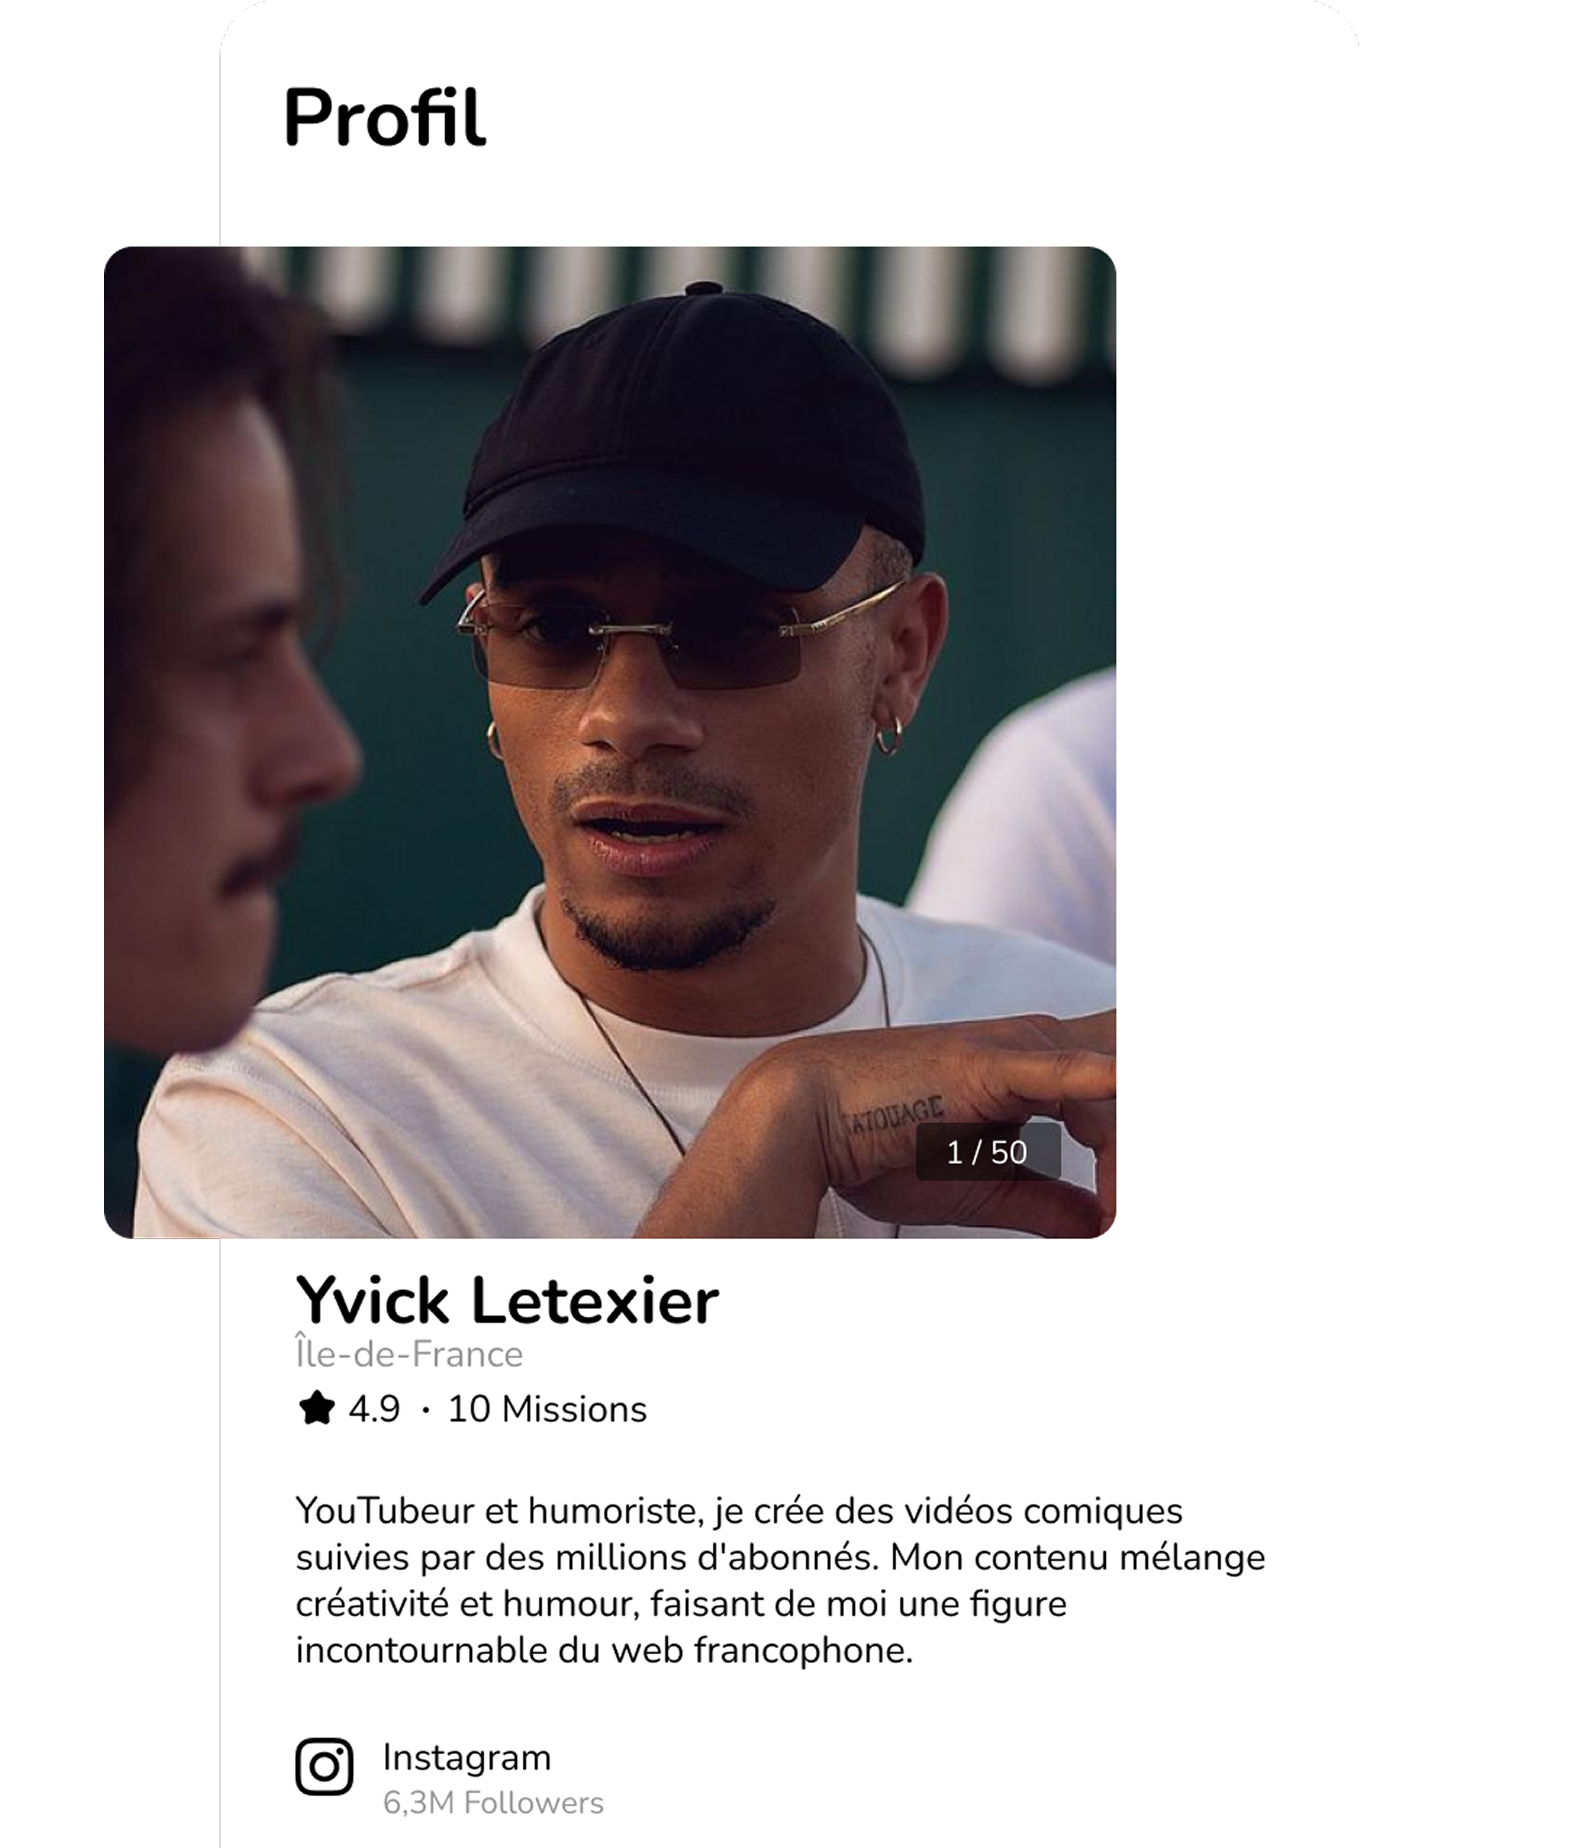 Profil
ATOUAGE
1 / 50
Yvick Letexier
Île-de-France
4.9 · 10 Missions
YouTubeur et humoriste, je crée des vidéos comiques
suivies par des millions d'abonnés. Mon contenu mélange
créativité et humour, faisant de moi une figure
incontournable du web francophone.
Instagram
6,3M Followers